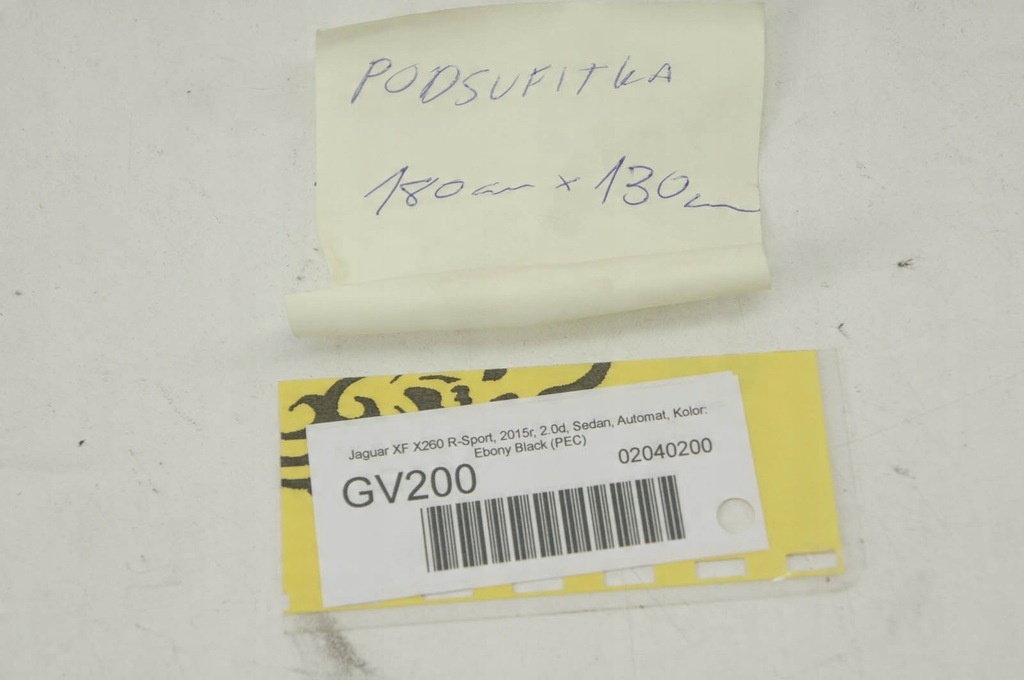 PODSUFITKA
180cm x 130cm
Jaguar XF X260 R-Sport, 2015r, 2.0d, Sedan, Automat, Kolor:
Ebony Black (PEC)
02040200
GV200